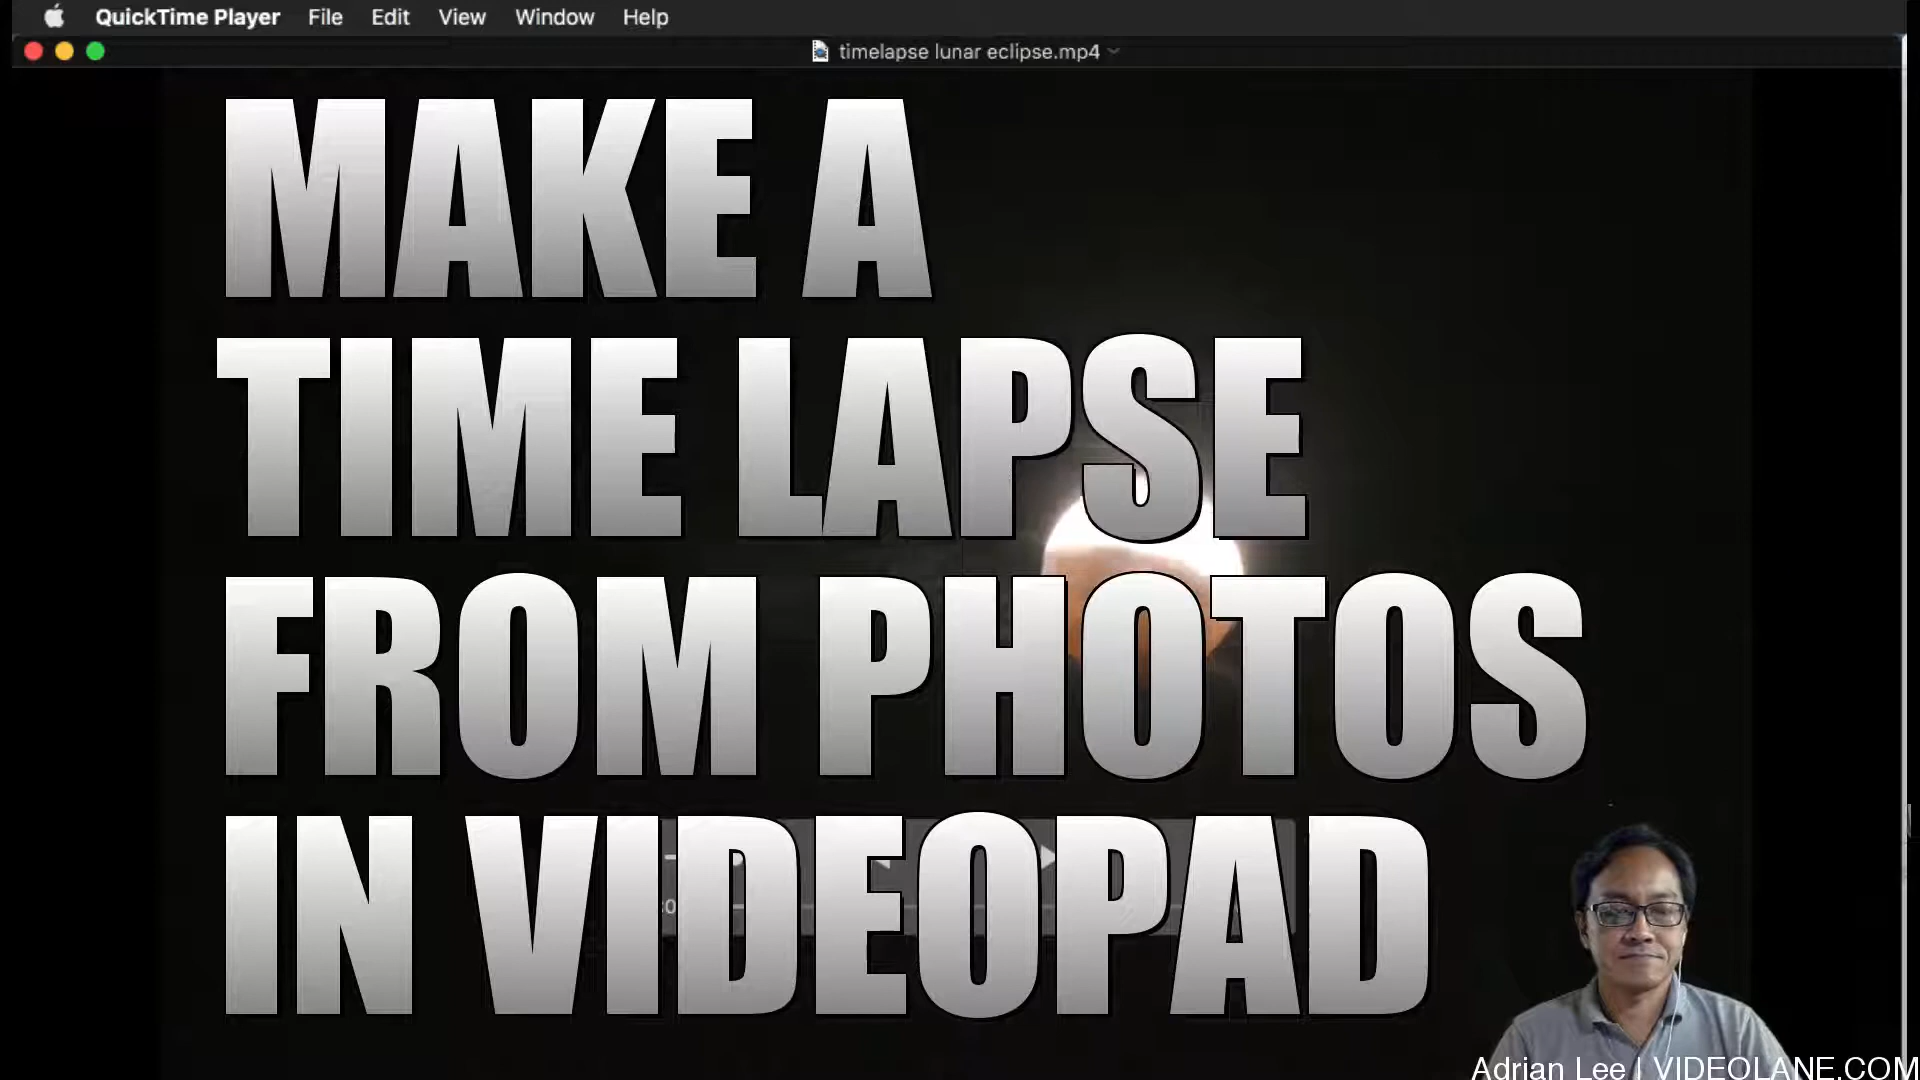 QuickTime Player File Edit View Window Help
timelapse lunar eclipse.mp4
MAKE A
TIME LAPSE
FROM PHOTOS
IN VIDEOPAD
Adrian Lee | VIDEOLANE.COM